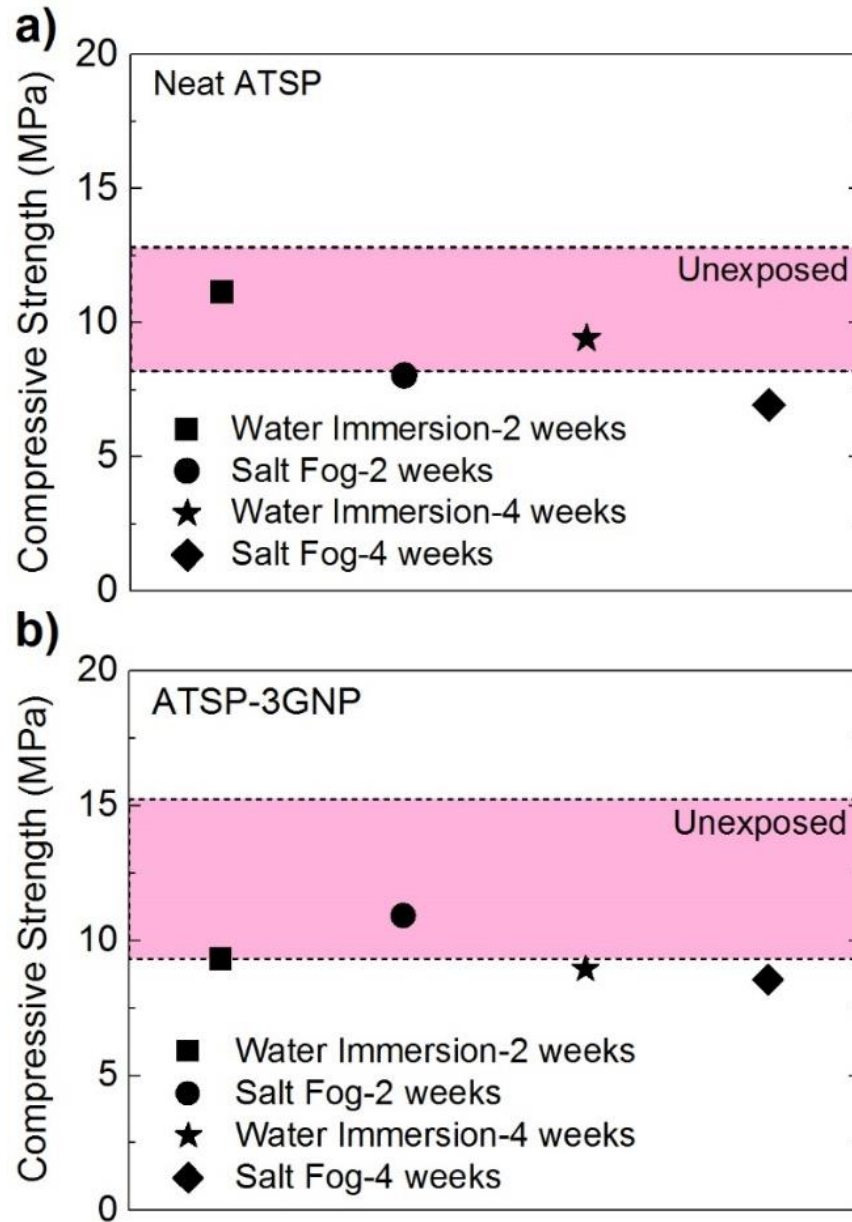 a)
Compressive Strength (MPa)
20
15
10
5
0
Neat ATSP
Unexposed
Water Immersion-2 weeks
Salt Fog-2 weeks
Water Immersion-4 weeks
Salt Fog-4 weeks
b)
Compressive Strength (MPa)
20
15
10
5
0
ATSP-3GNP
Unexposed
Water Immersion-2 weeks
Salt Fog-2 weeks
Water Immersion-4 weeks
Salt Fog-4 weeks